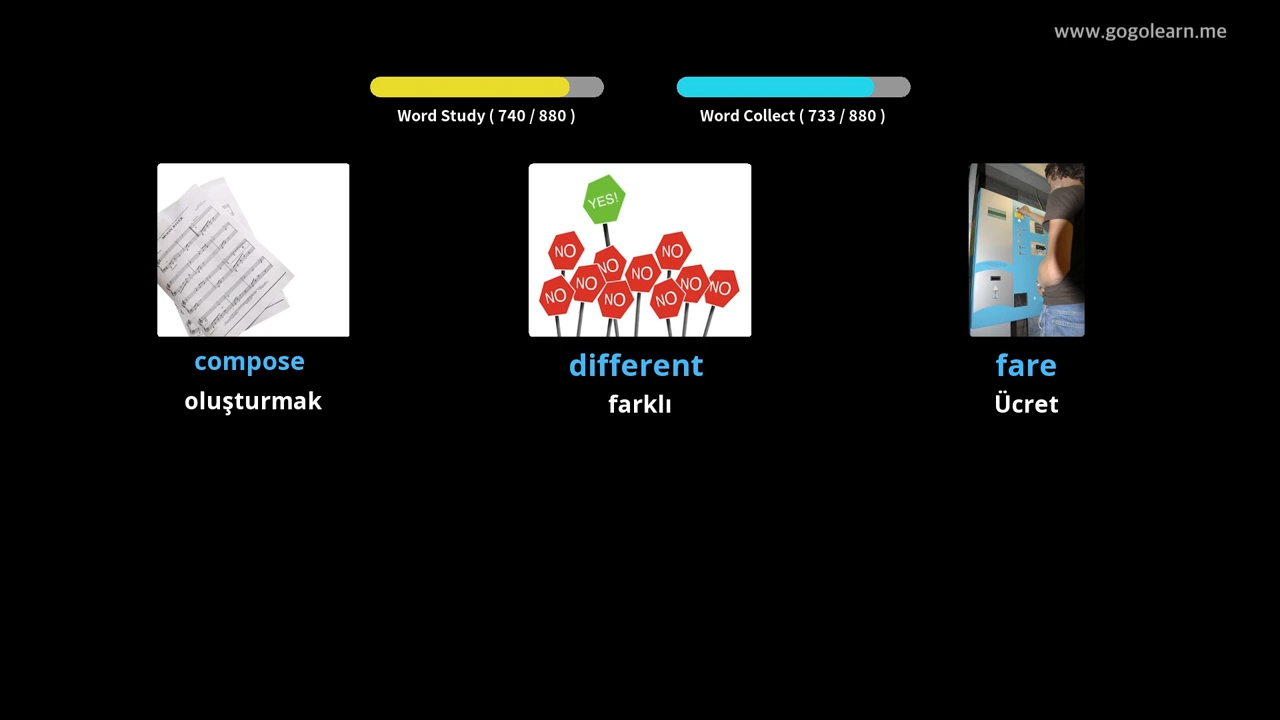 www.gogolearn.me
Word Study ( 740 / 880 )
Word Collect ( 733 / 880 )
YES!
NO
NO
NO
NO
NO
NO
NO
NO
NO
NO
compose
different
fare
oluşturmak
farklı
Ücret